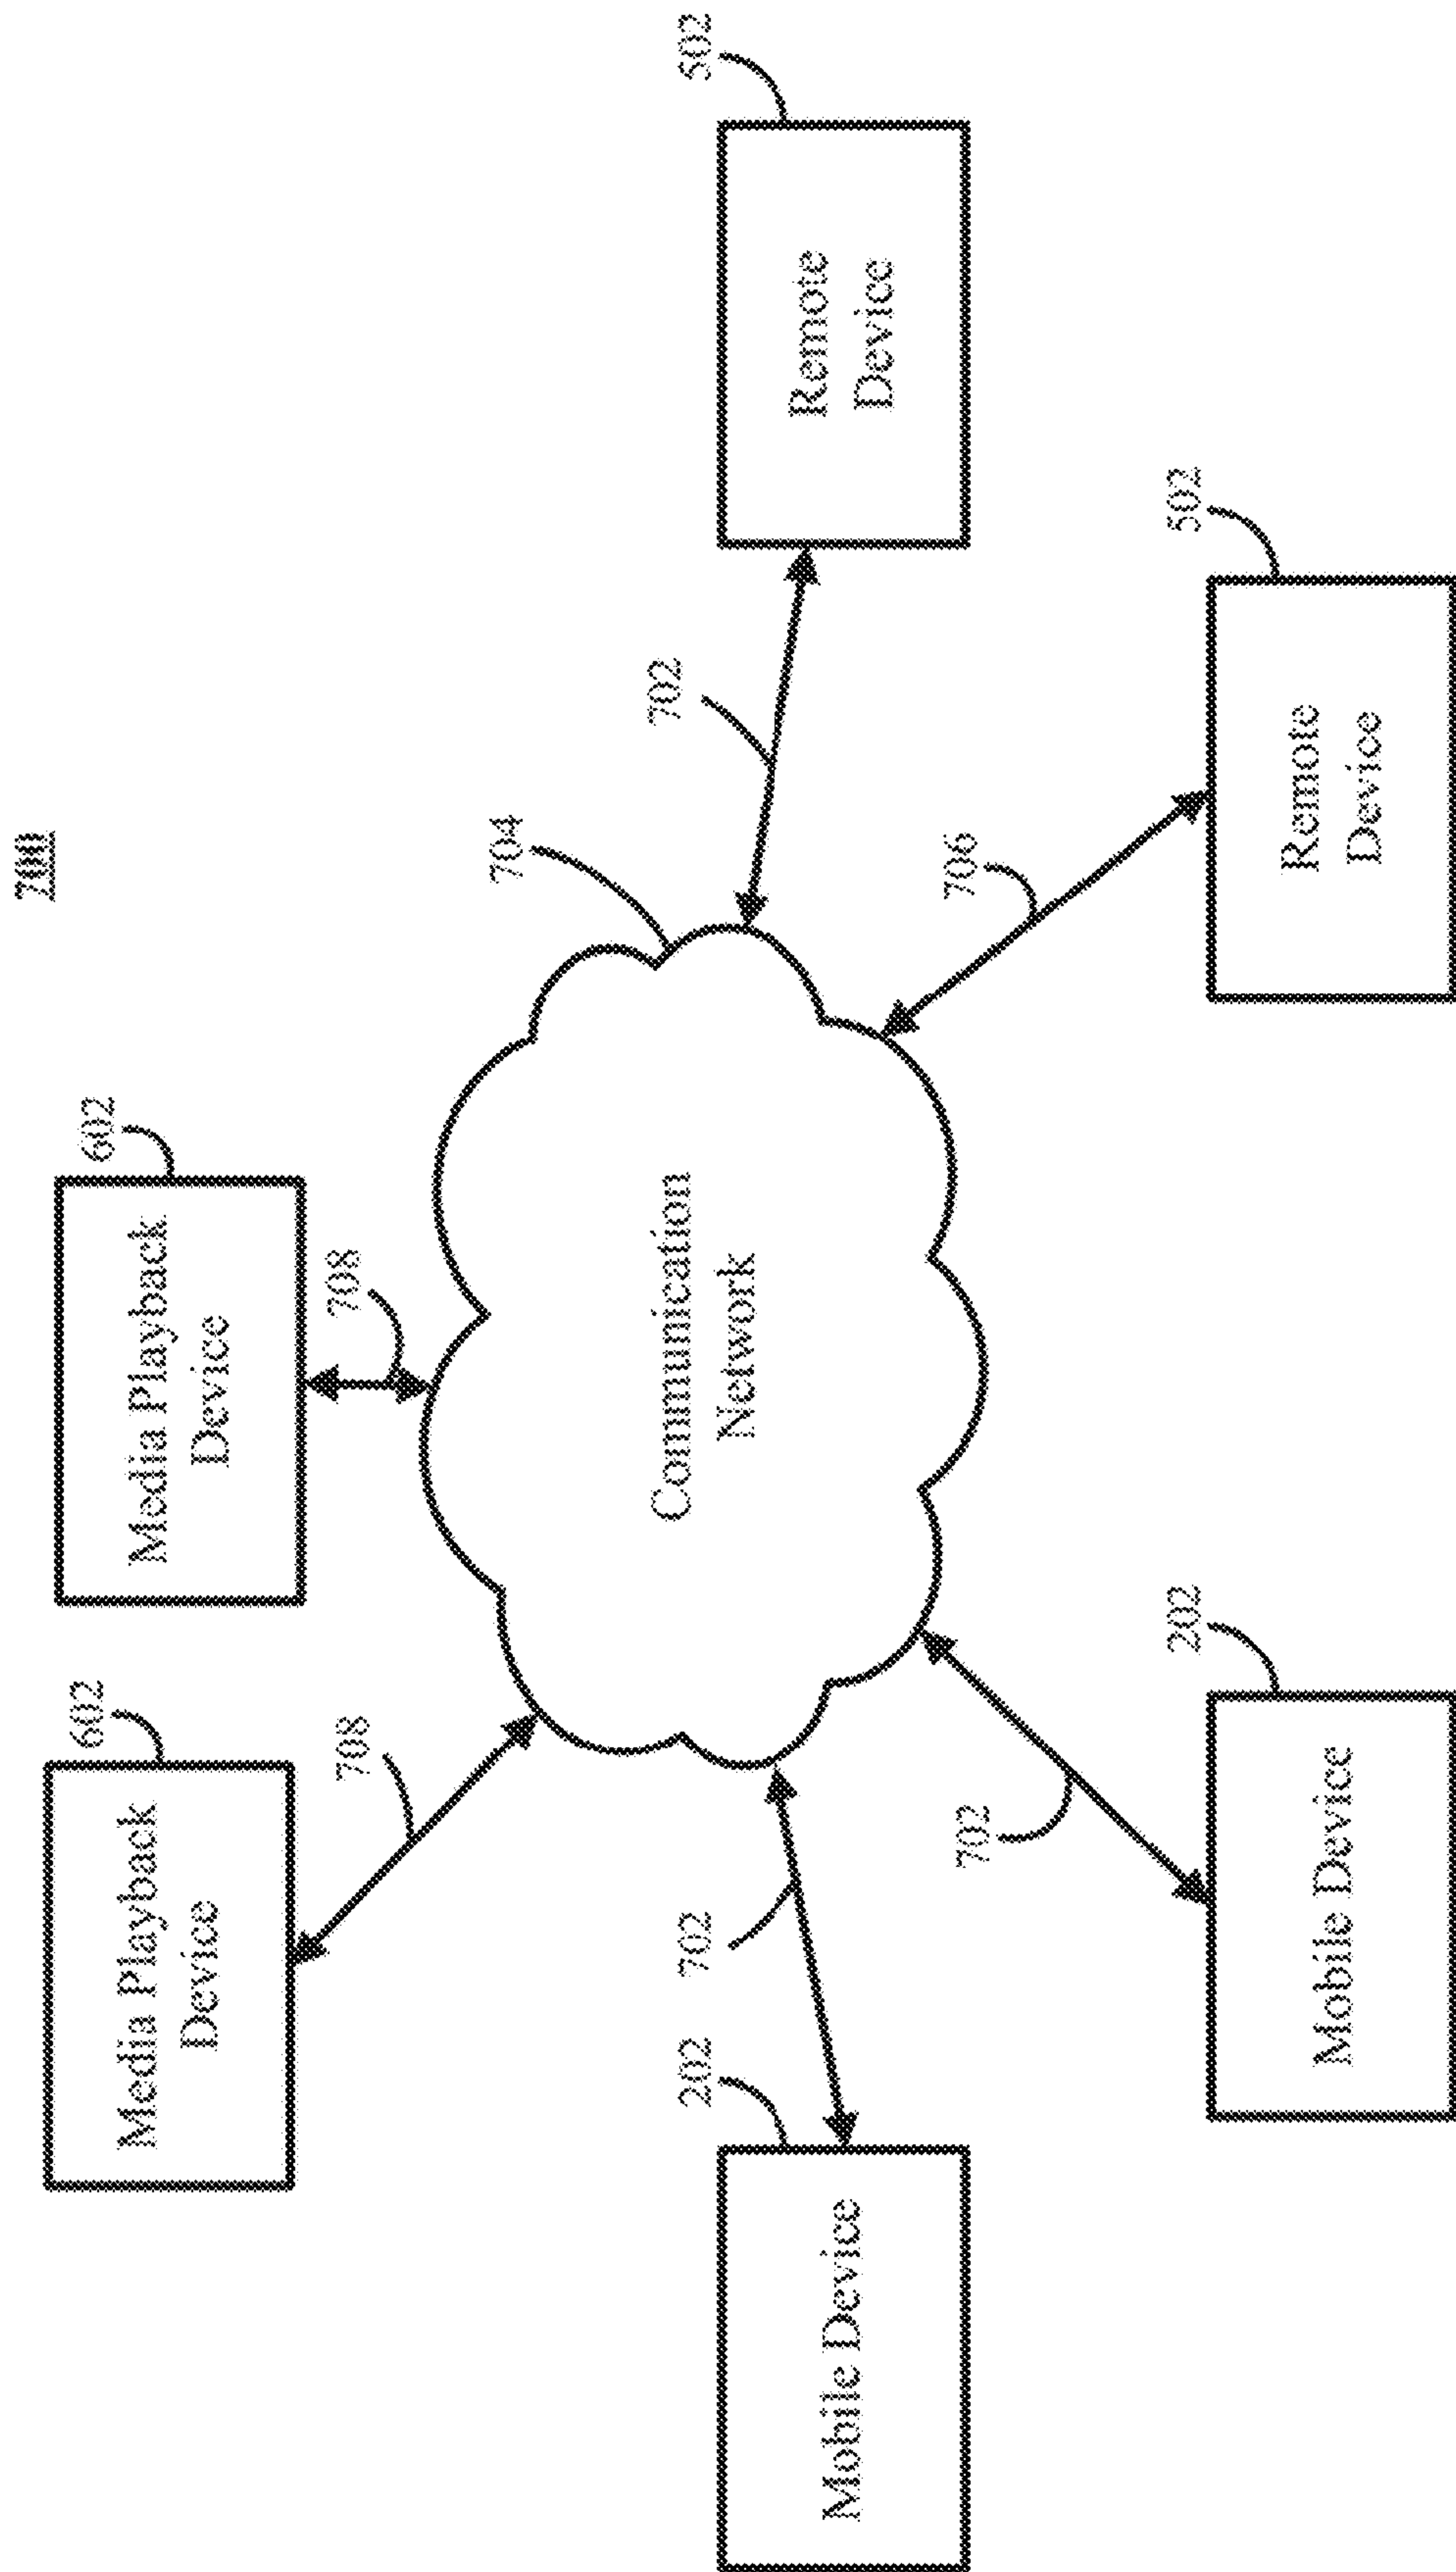 700
602
Media Playback
Device
602
Media Playback
Device
708
708
704
702
502
Remote
Device
Communication
Network
202
702
Mobile Device
706
502
Remote
Device
702
202
Mobile Device